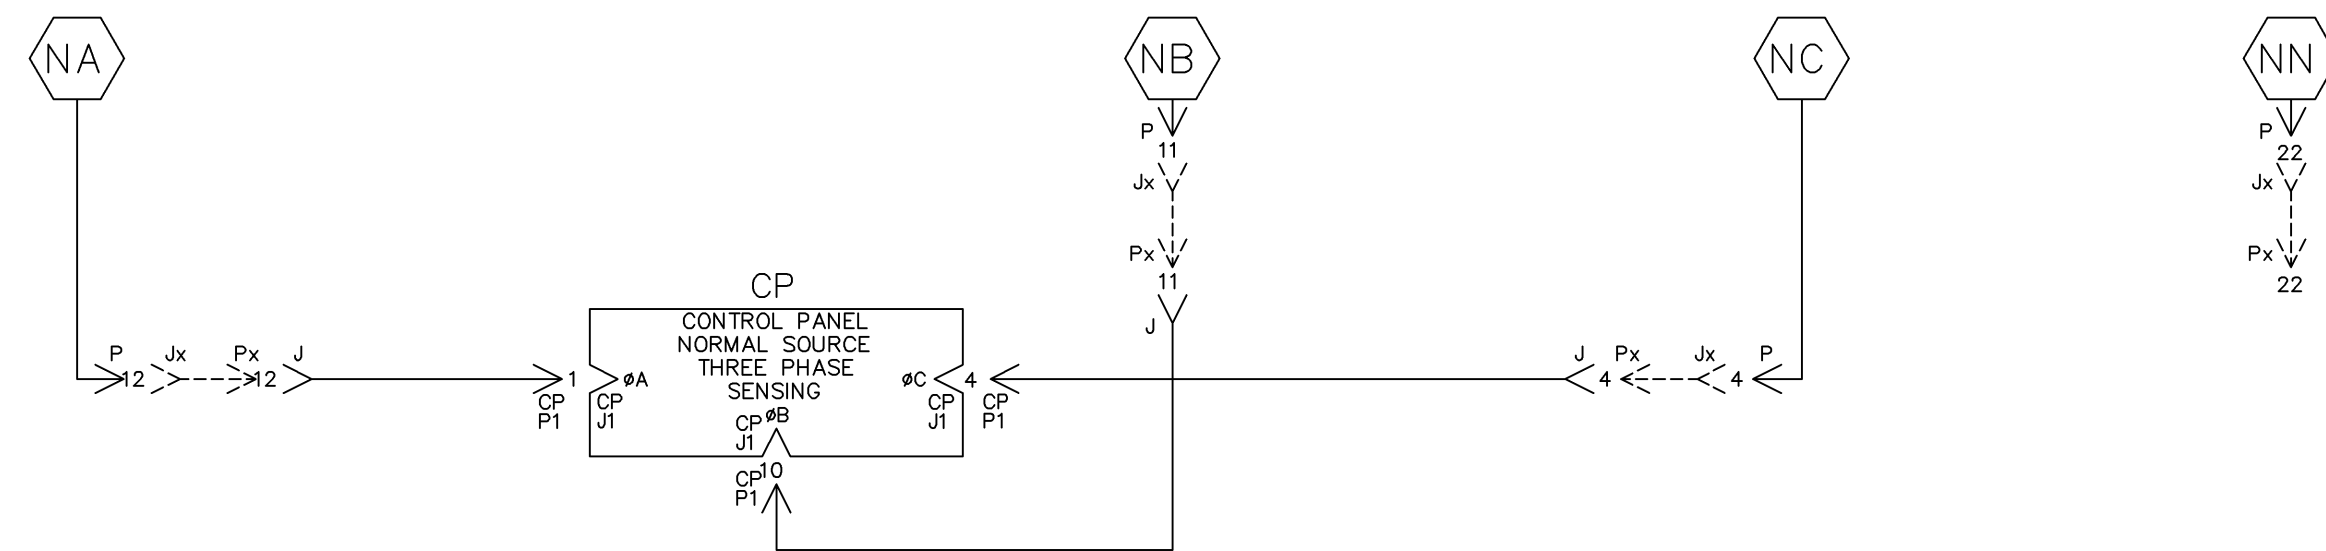 NA
NB
NC
NN
P
11
Jx
Px
11
J
P
22
Jx
Px
22
CP
CONTROL PANEL
NORMAL SOURCE
THREE PHASE
SENSING
P
12
Jx
Px
12
J
1
CP
P1
øA
CP
J1
øB
CP
J1
10
CP
P1
øC
CP
J1
4
CP
P1
J
4
Px
Jx
4
P